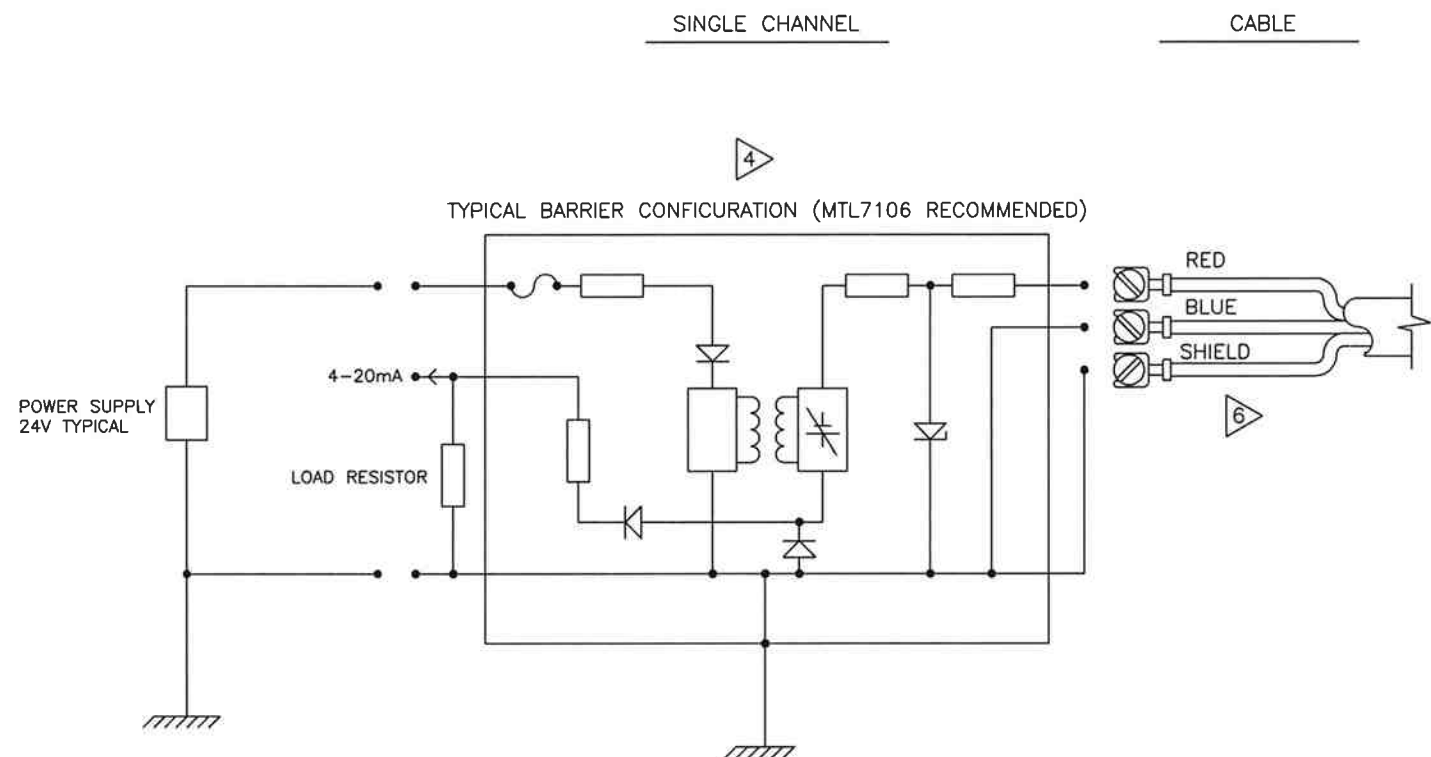 SINGLE CHANNEL
CABLE
4
TYPICAL BARRIER CONFICURATION (MTL7106 RECOMMENDED)
RED
BLUE
SHIELD
4-20mA
POWER SUPPLY
24V TYPICAL
6
LOAD RESISTOR